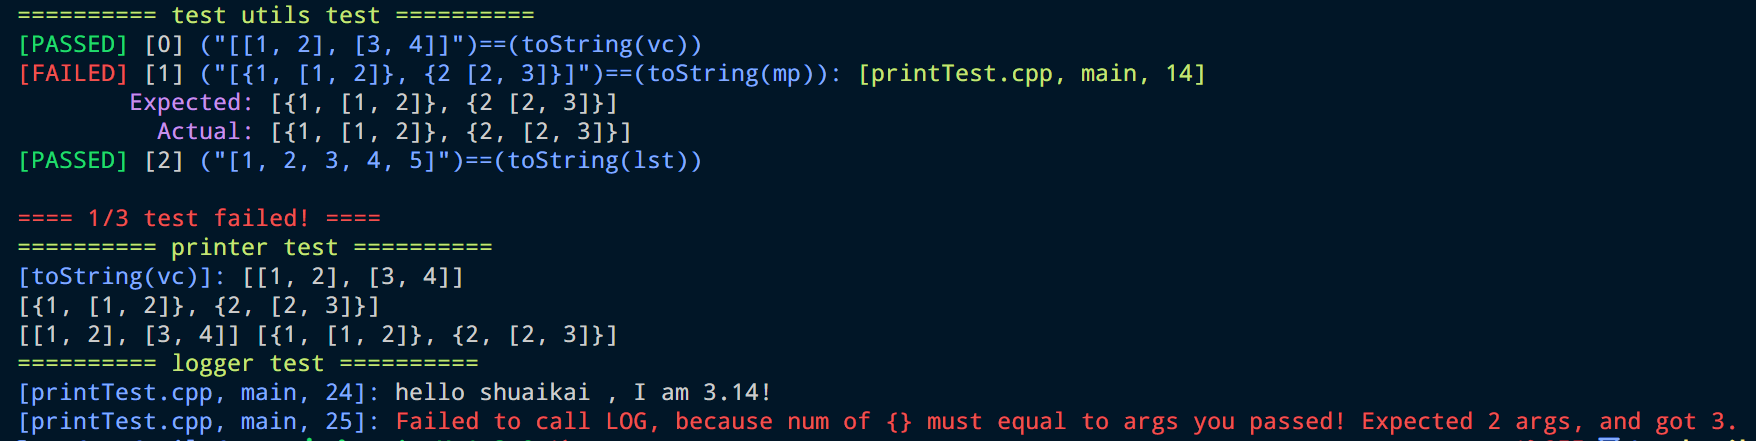 ========== test utils test ==========
[PASSED] [0] ("[[1, 2], [3, 4]]")==(toString(vc))
[FAILED] [1] ("[{1, [1, 2]}, {2 [2, 3]}]")==(toString(mp)): [printTest.cpp, main, 14]
Expected: [{1, [1, 2]}, {2 [2, 3]}]
Actual: [{1, [1, 2]}, {2, [2, 3]}]
[PASSED] [2] ("[1, 2, 3, 4, 5]")==(toString(lst))
==== 1/3 test failed! ====
========== printer test ==========
[toString(vc)]: [[1, 2], [3, 4]]
[{1, [1, 2]}, {2, [2, 3]}]
[[1, 2], [3, 4]] [{1, [1, 2]}, {2, [2, 3]}]
========== logger test ==========
[printTest.cpp, main, 24]: hello shuaikai , I am 3.14!
[printTest.cpp, main, 25]: Failed to call LOG, because num of {} must equal to args you passed! Expected 2 args, and got 3.